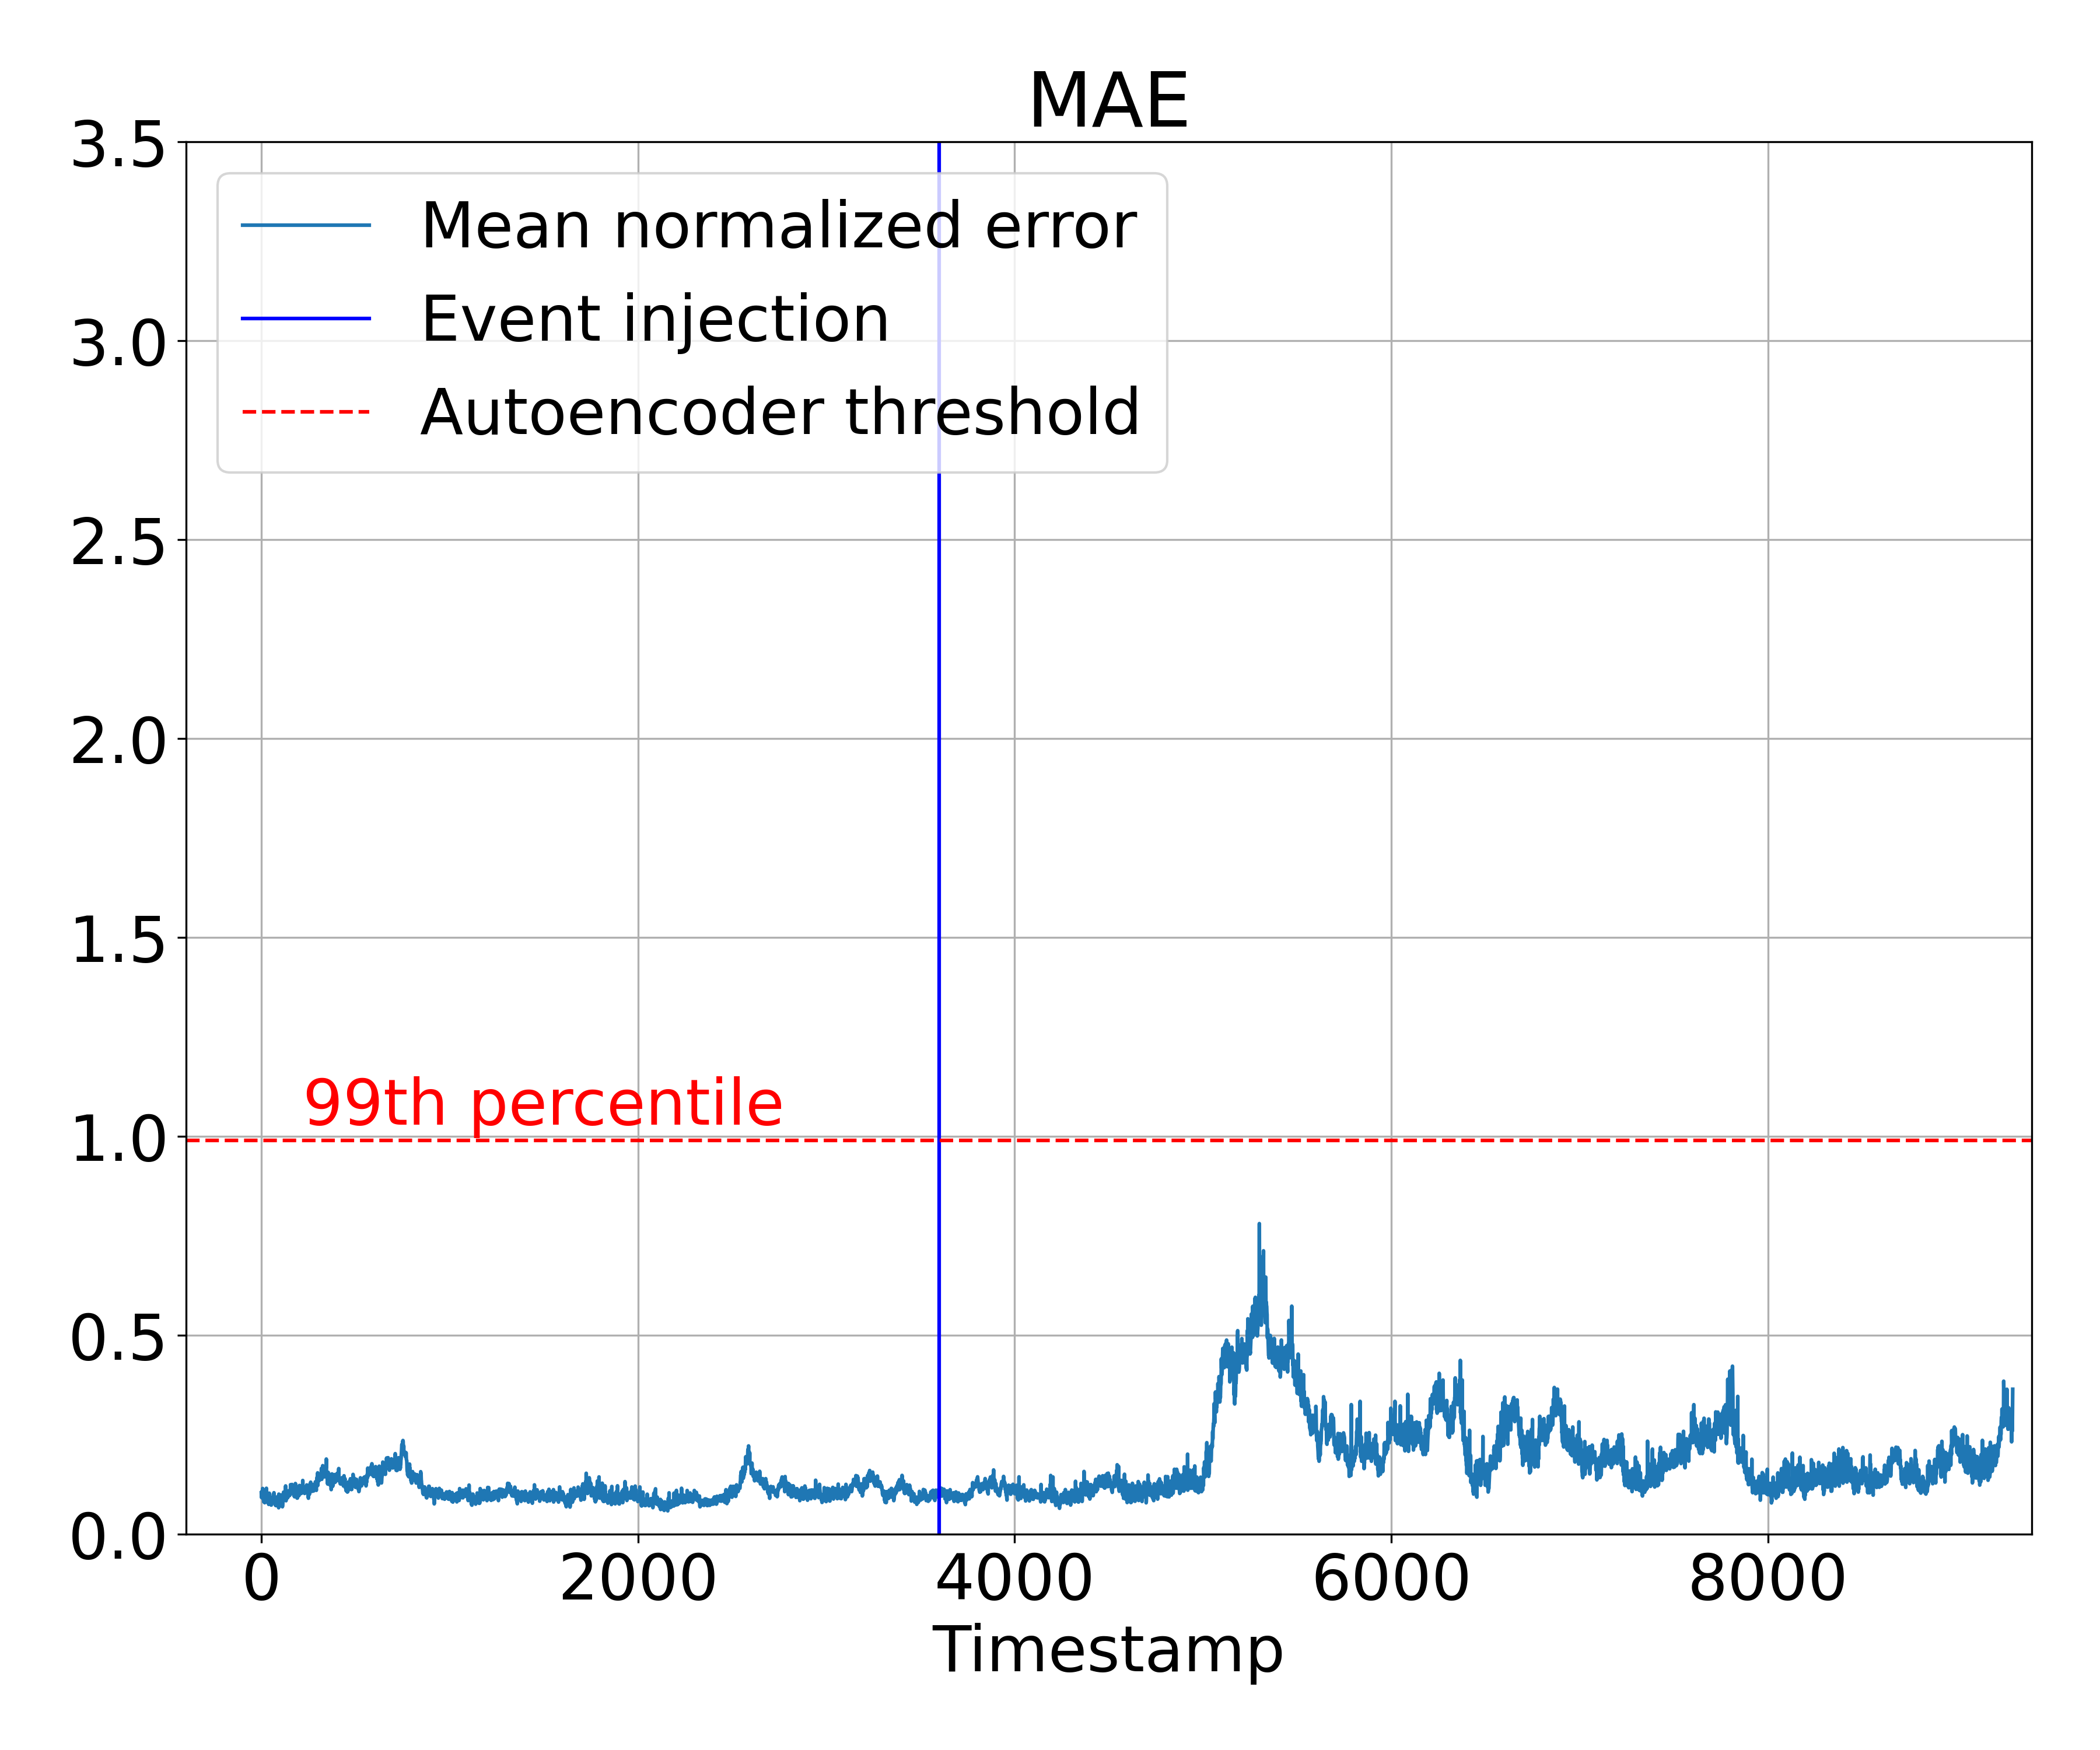 MAE
3.5
3.0
2.5
2.0
1.5
1.0
0.5
0.0
Mean normalized error
Event injection
Autoencoder threshold
99th percentile
0 2000 4000 6000 8000
Timestamp